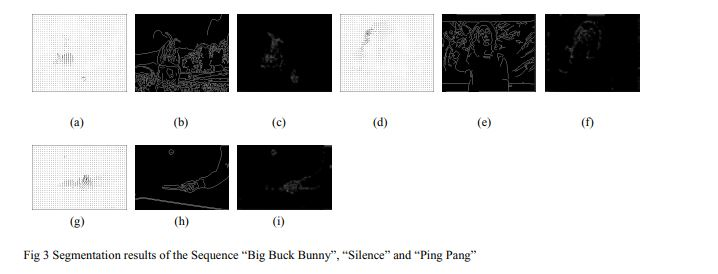 (a) (b) (c) (d) (e) (f)
(g) (h) (i)
Fig 3 Segmentation results of the Sequence “Big Buck Bunny”, “Silence” and “Ping Pang”